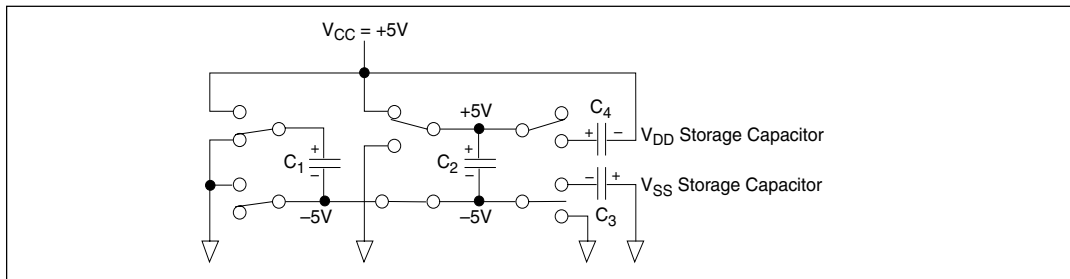 VCC = +5V
C4
+5V
+ − VDD Storage Capacitor
+ +
C1 C2
− −
− + VSS Storage Capacitor
–5V –5V
C3